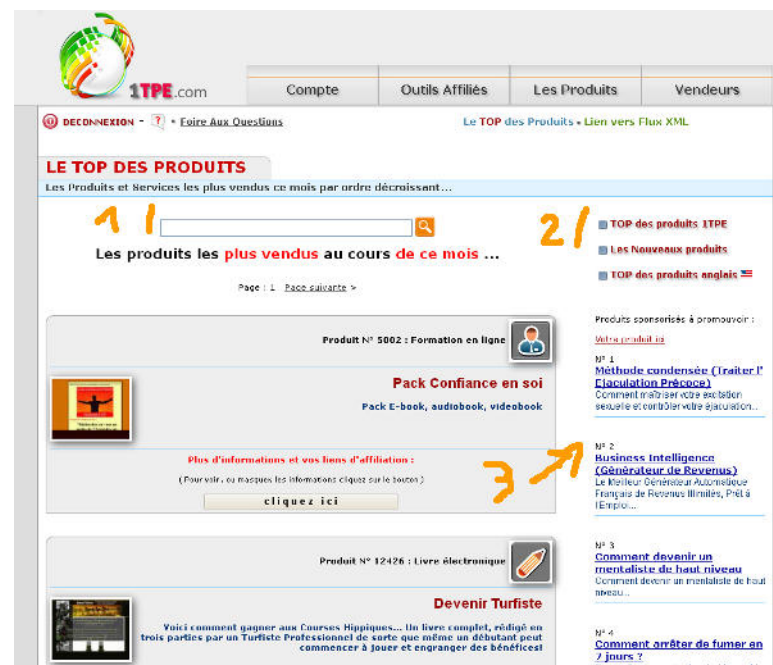 1TPE.com
Compte
Outils Affiliés
Les Produits
Vendeurs
DECONNEXION - ? • Foire Aux Questions
Le TOP des Produits • Lien vers Flux XML
LE TOP DES PRODUITS
Les Produits et Services les plus vendus ce mois par ordre décroissant...
1/
2/
TOP des produits 1TPE
Les Nouveaux produits
TOP des produits anglais
Les produits les plus vendus au cours de ce mois ...
Page : 1 Page suivante >
Produits sponsorisés à promouvoir :
Votre produit ici
N° 1
Méthode condensée (Traiter l'
Ejaculation Précoce)
Comment maîtriser votre excitation
sexuelle et contrôler votre éjaculation...
Produit N° 5002 : Formation en ligne
Pack Confiance en soi
Pack E-book, audiobook, videobook
Plus d'informations et vos liens d'affiliation :
(Pour voir, ou masquer les informations cliquez sur le bouton)
cliquez ici
3
N° 2
Business Intelligence
(Générateur de Revenus)
Le Meilleur Générateur Automatique
Français de Revenus Illimités, Prêt à
l'Emploi...
N° 3
Comment devenir un
mentaliste de haut niveau
Comment devenir un mentaliste de haut
niveau...
Produit N° 12426 : Livre électronique
Devenir Turfiste
Voici comment gagner aux Courses Hippiques... Un livre complet, rédigé en
trois parties par un Turfiste Professionnel de sorte que même un débutant peut
commencer à jouer et engranger des bénéfices!
N° 4
Comment arrêter de fumer en
7 jours ?